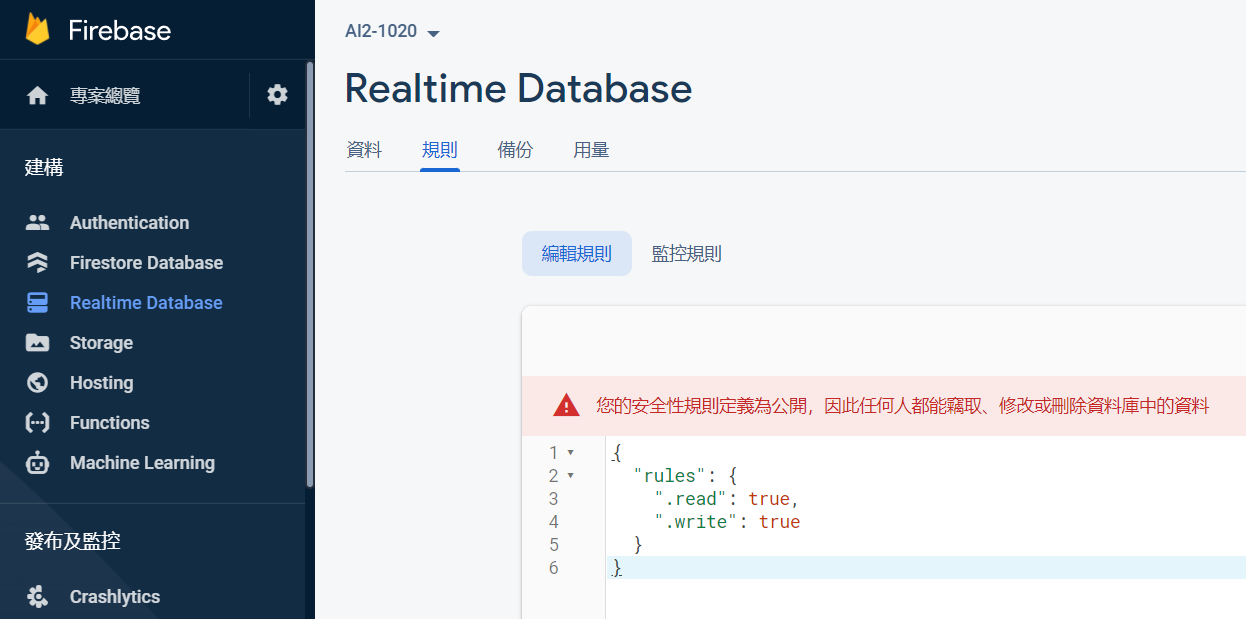 Firebase
專案總覽
建構
Authentication
Firestore Database
Realtime Database
Storage
Hosting
Functions
Machine Learning
發布及監控
Crashlytics
AI2-1020
Realtime Database
資料 規則 備份 用量
編輯規則 監控規則
您的安全性規則定義為公開，因此任何人都能竊取、修改或刪除資料庫中的資料
1 {
2 "rules": {
3 ".read": true,
4 ".write": true
5 }
6 }